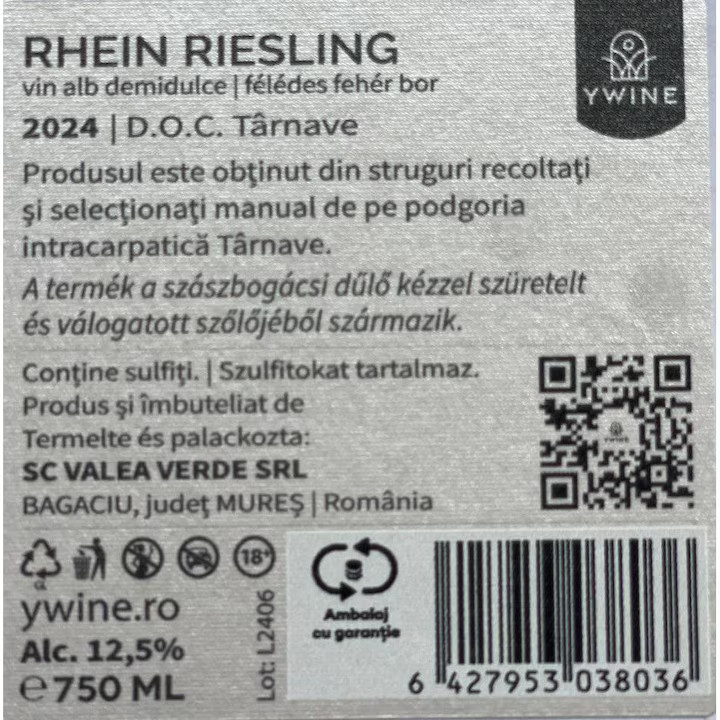 RHEIN RIESLING
vin alb demidulce | félédes fehér bor
YWINE
2024 | D.O.C. Târnave
Produsul este obținut din struguri recoltați
și selecționați manual de pe podgoria
intracarpatică Târnave.
A termék a szászbogácsi dűlő kézzel szüretelt
és válogatott szőlőjéből származik.
Conține sulfiți. | Szulfitokat tartalmaz.
Produs și îmbuteliat de
Termelte és palackozta:
SC VALEA VERDE SRL
BAGACIU, județ MUREȘ | România
YWINE
18+
ywine.ro
Alc. 12,5%
℮ 750 ML
Lot: L2406
Ambalaj
cu garanție
6 427953 038036